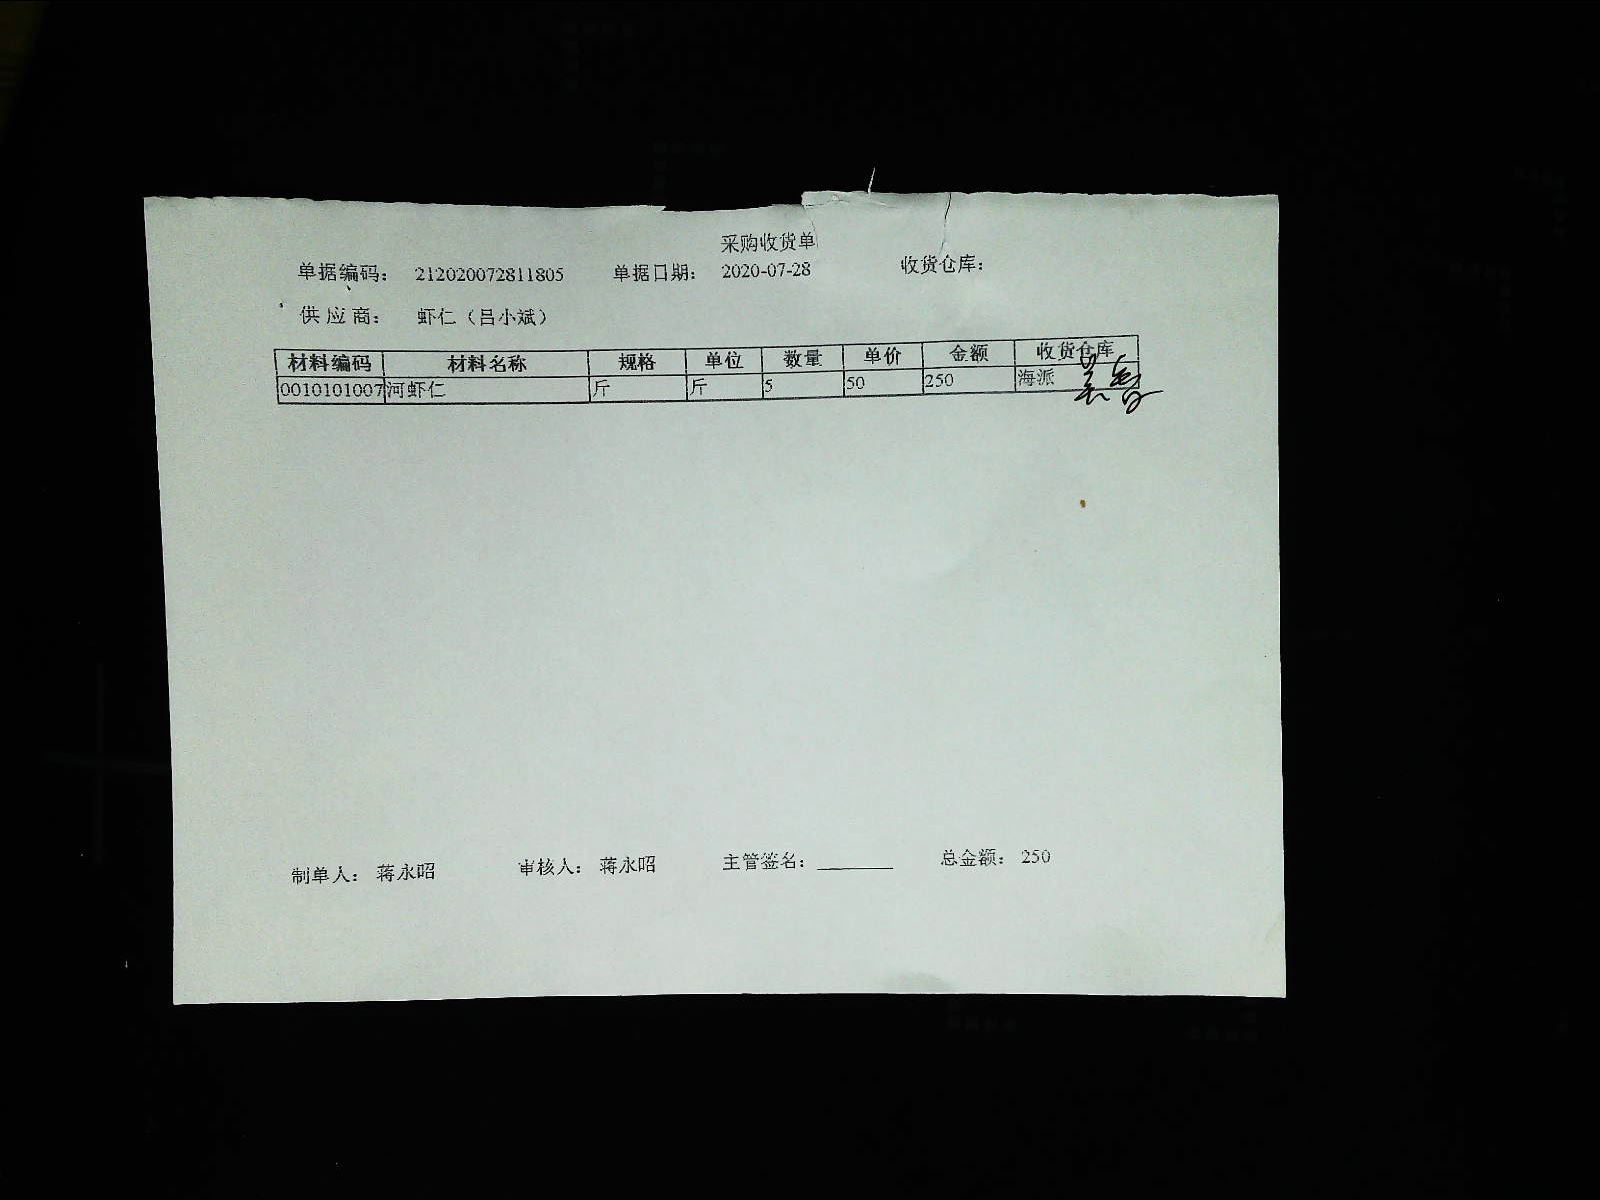 采购收货单
单据编码： 212020072811805 单据日期： 2020-07-28 收货仓库：
供应商： 虾仁（吕小斌）
材料编码 材料名称 规格 单位 数量 单价 金额 收货仓库
0010101007 河虾仁 斤 斤 5 50 250 海派
制单人： 蒋永昭 审核人： 蒋永昭 主管签名： 总金额： 250